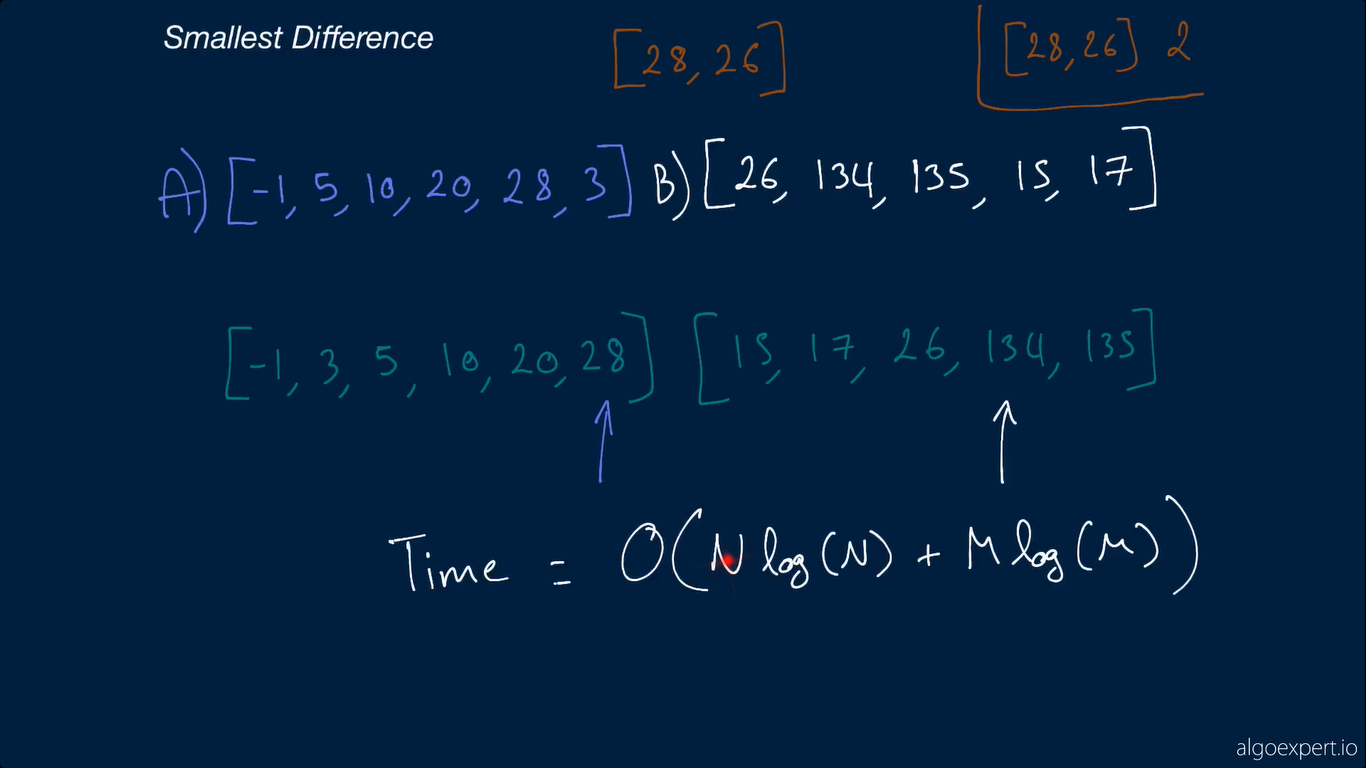 Smallest Difference
[28, 26]
[28, 26] 2
A) [-1, 5, 10, 20, 28, 3] B) [26, 134, 135, 15, 17]
[-1, 3, 5, 10, 20, 28] [15, 17, 26, 134, 135]
Time = O(N log(N) + M log(M))
algoexpert.io